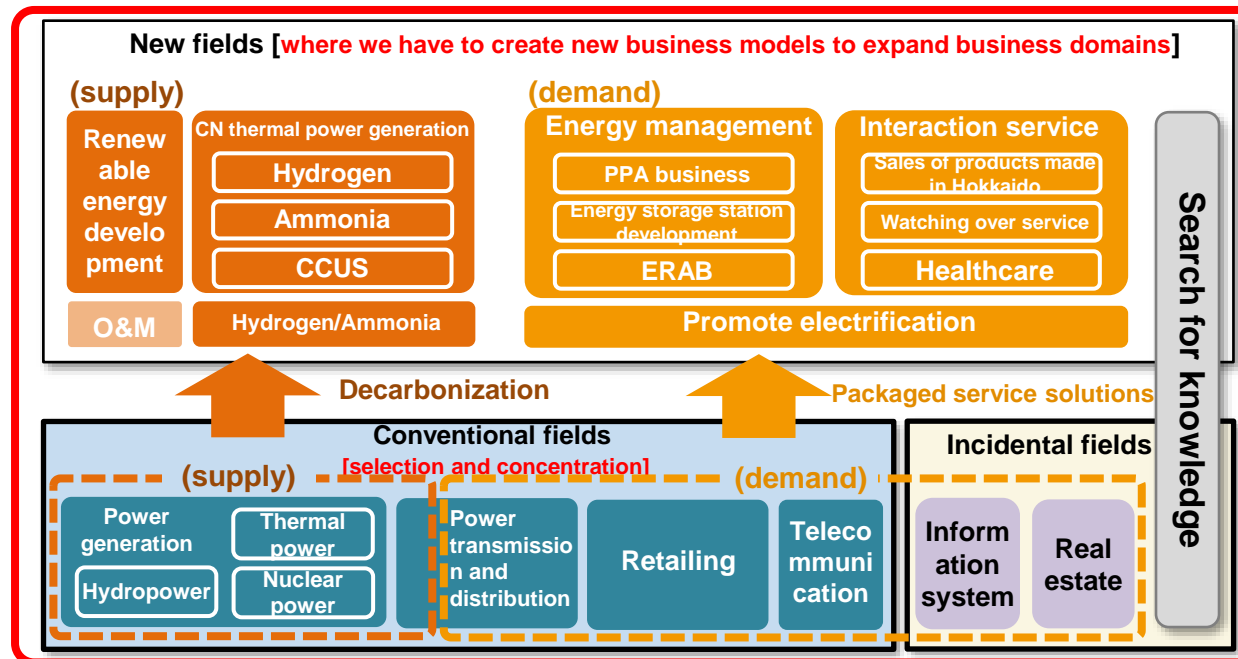 New fields [where we have to create new business models to expand business domains]
(supply)
Renew
able
energy
develo
pment
O&M
CN thermal power generation
Hydrogen
Ammonia
CCUS
Hydrogen/Ammonia
(demand)
Energy management
PPA business
Energy storage station
development
ERAB
Interaction service
Sales of products made
in Hokkaido
Watching over service
Healthcare
Promote electrification
Search for knowledge
Decarbonization
Packaged service solutions
Conventional fields
[selection and concentration]
(supply)
Power
generation
Hydropower
Thermal
power
Nuclear
power
(demand)
Power
transmissio
n and
distribution
Retailing
Teleco
mmuni
cation
Incidental fields
Inform
ation
system
Real
estate